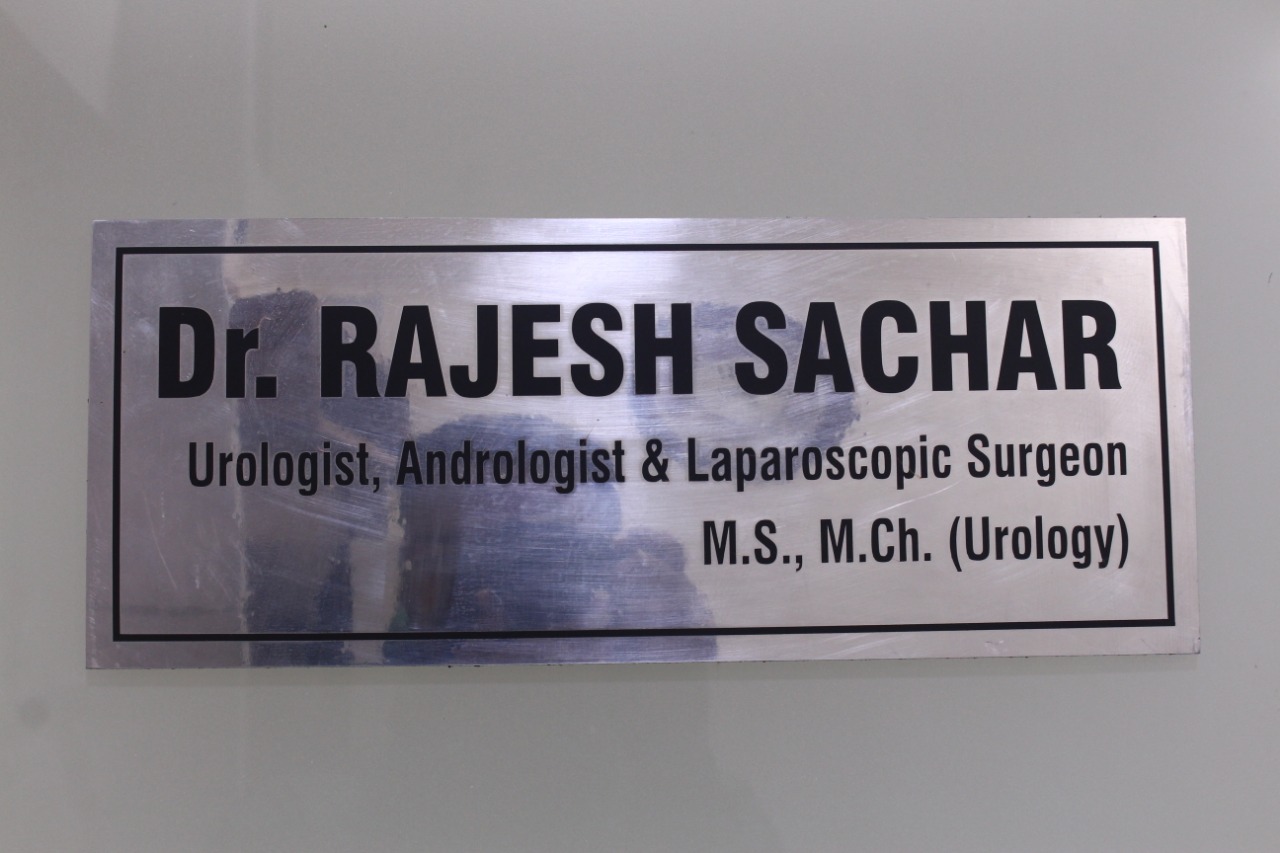 Dr. RAJESH SACHAR
Urologist, Andrologist & Laparoscopic Surgeon
M.S., M.Ch. (Urology)